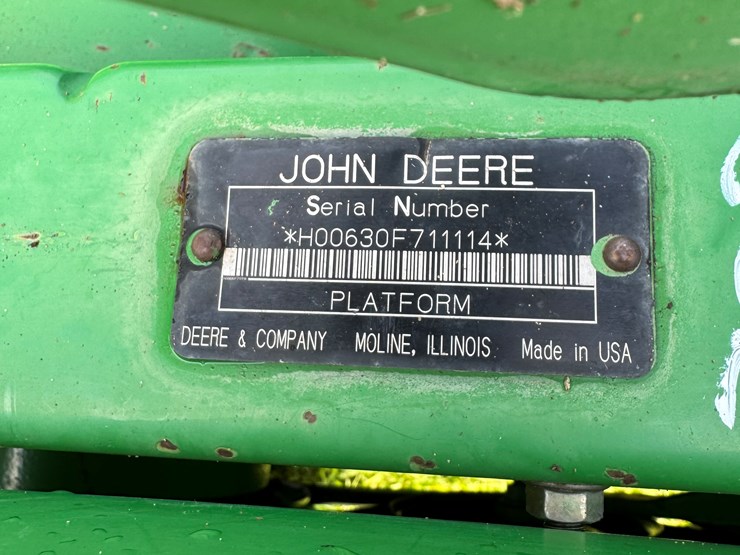 JOHN DEERE
Serial Number
*H00630F711114*
PLATFORM
DEERE & COMPANY MOLINE, ILLINOIS Made in USA